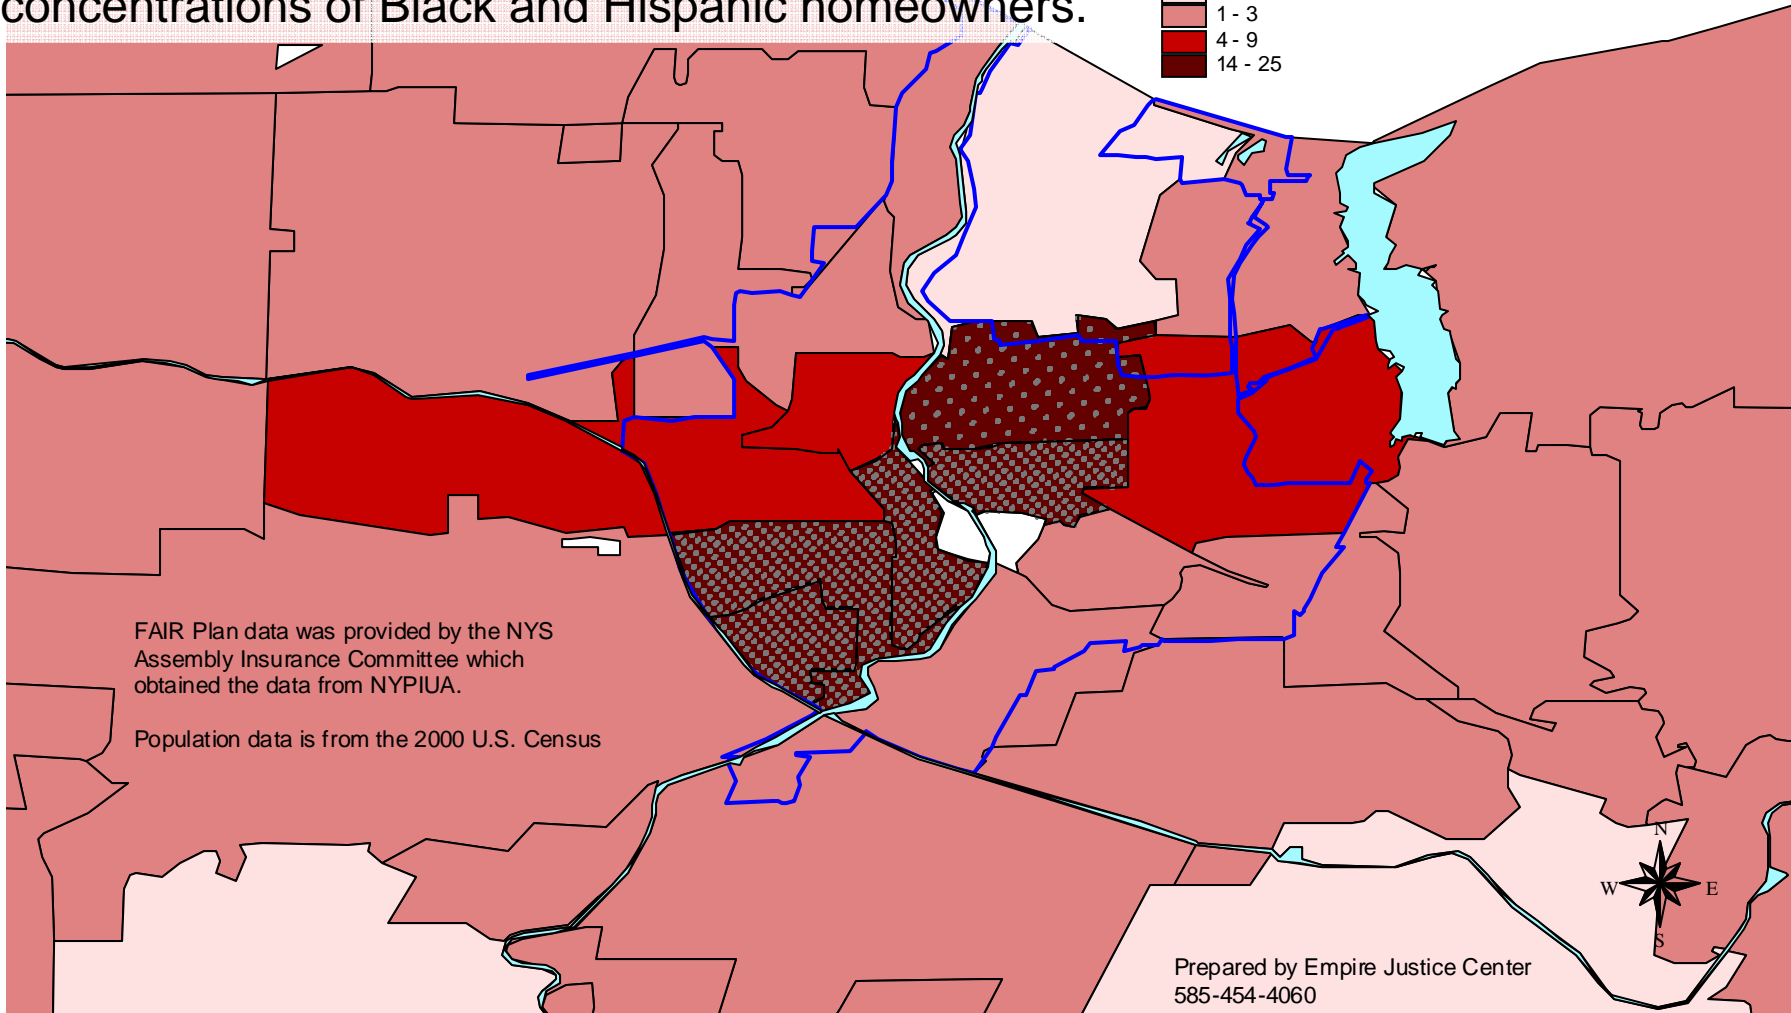 concentrations of Black and Hispanic homeowners.
1 - 3
4 - 9
14 - 25
FAIR Plan data was provided by the NYS
Assembly Insurance Committee which
obtained the data from NYPIUA.
Population data is from the 2000 U.S. Census
N
W
E
S
Prepared by Empire Justice Center
585-454-4060